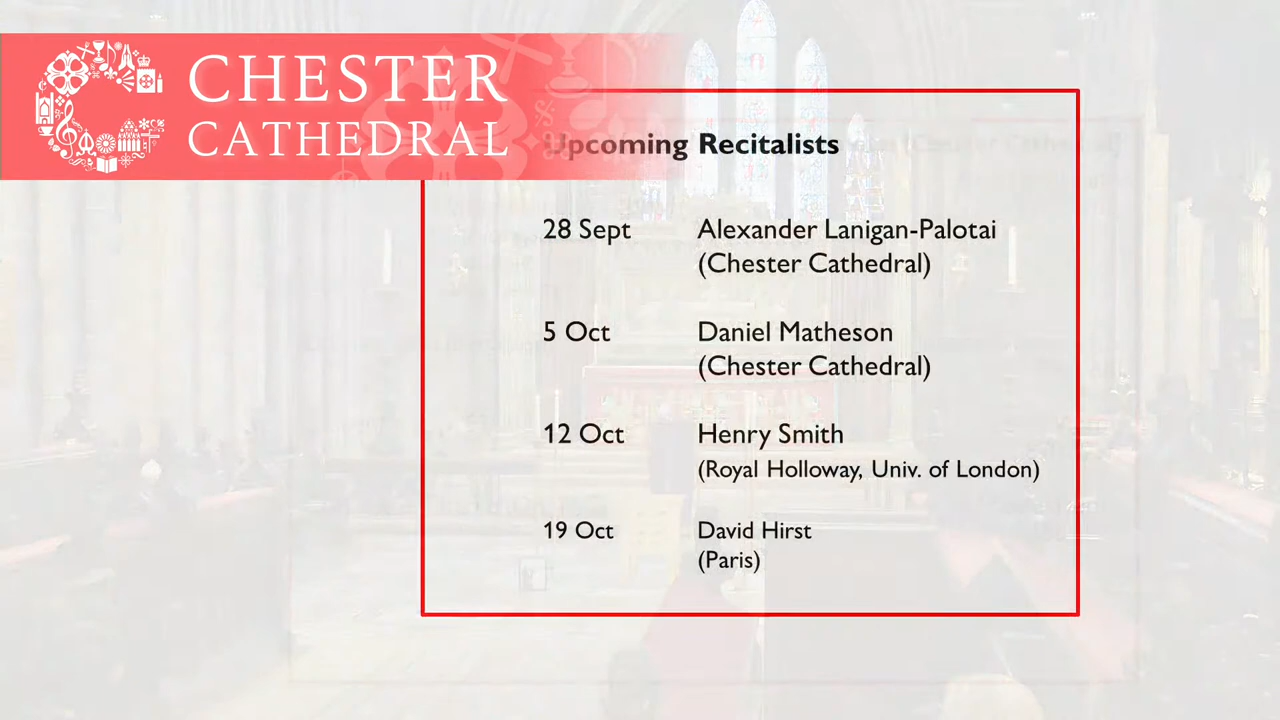 CHESTER
CATHEDRAL
Upcoming Recitalists
28 Sept Alexander Lanigan-Palotai
(Chester Cathedral)
5 Oct Daniel Matheson
(Chester Cathedral)
12 Oct Henry Smith
(Royal Holloway, Univ. of London)
19 Oct David Hirst
(Paris)